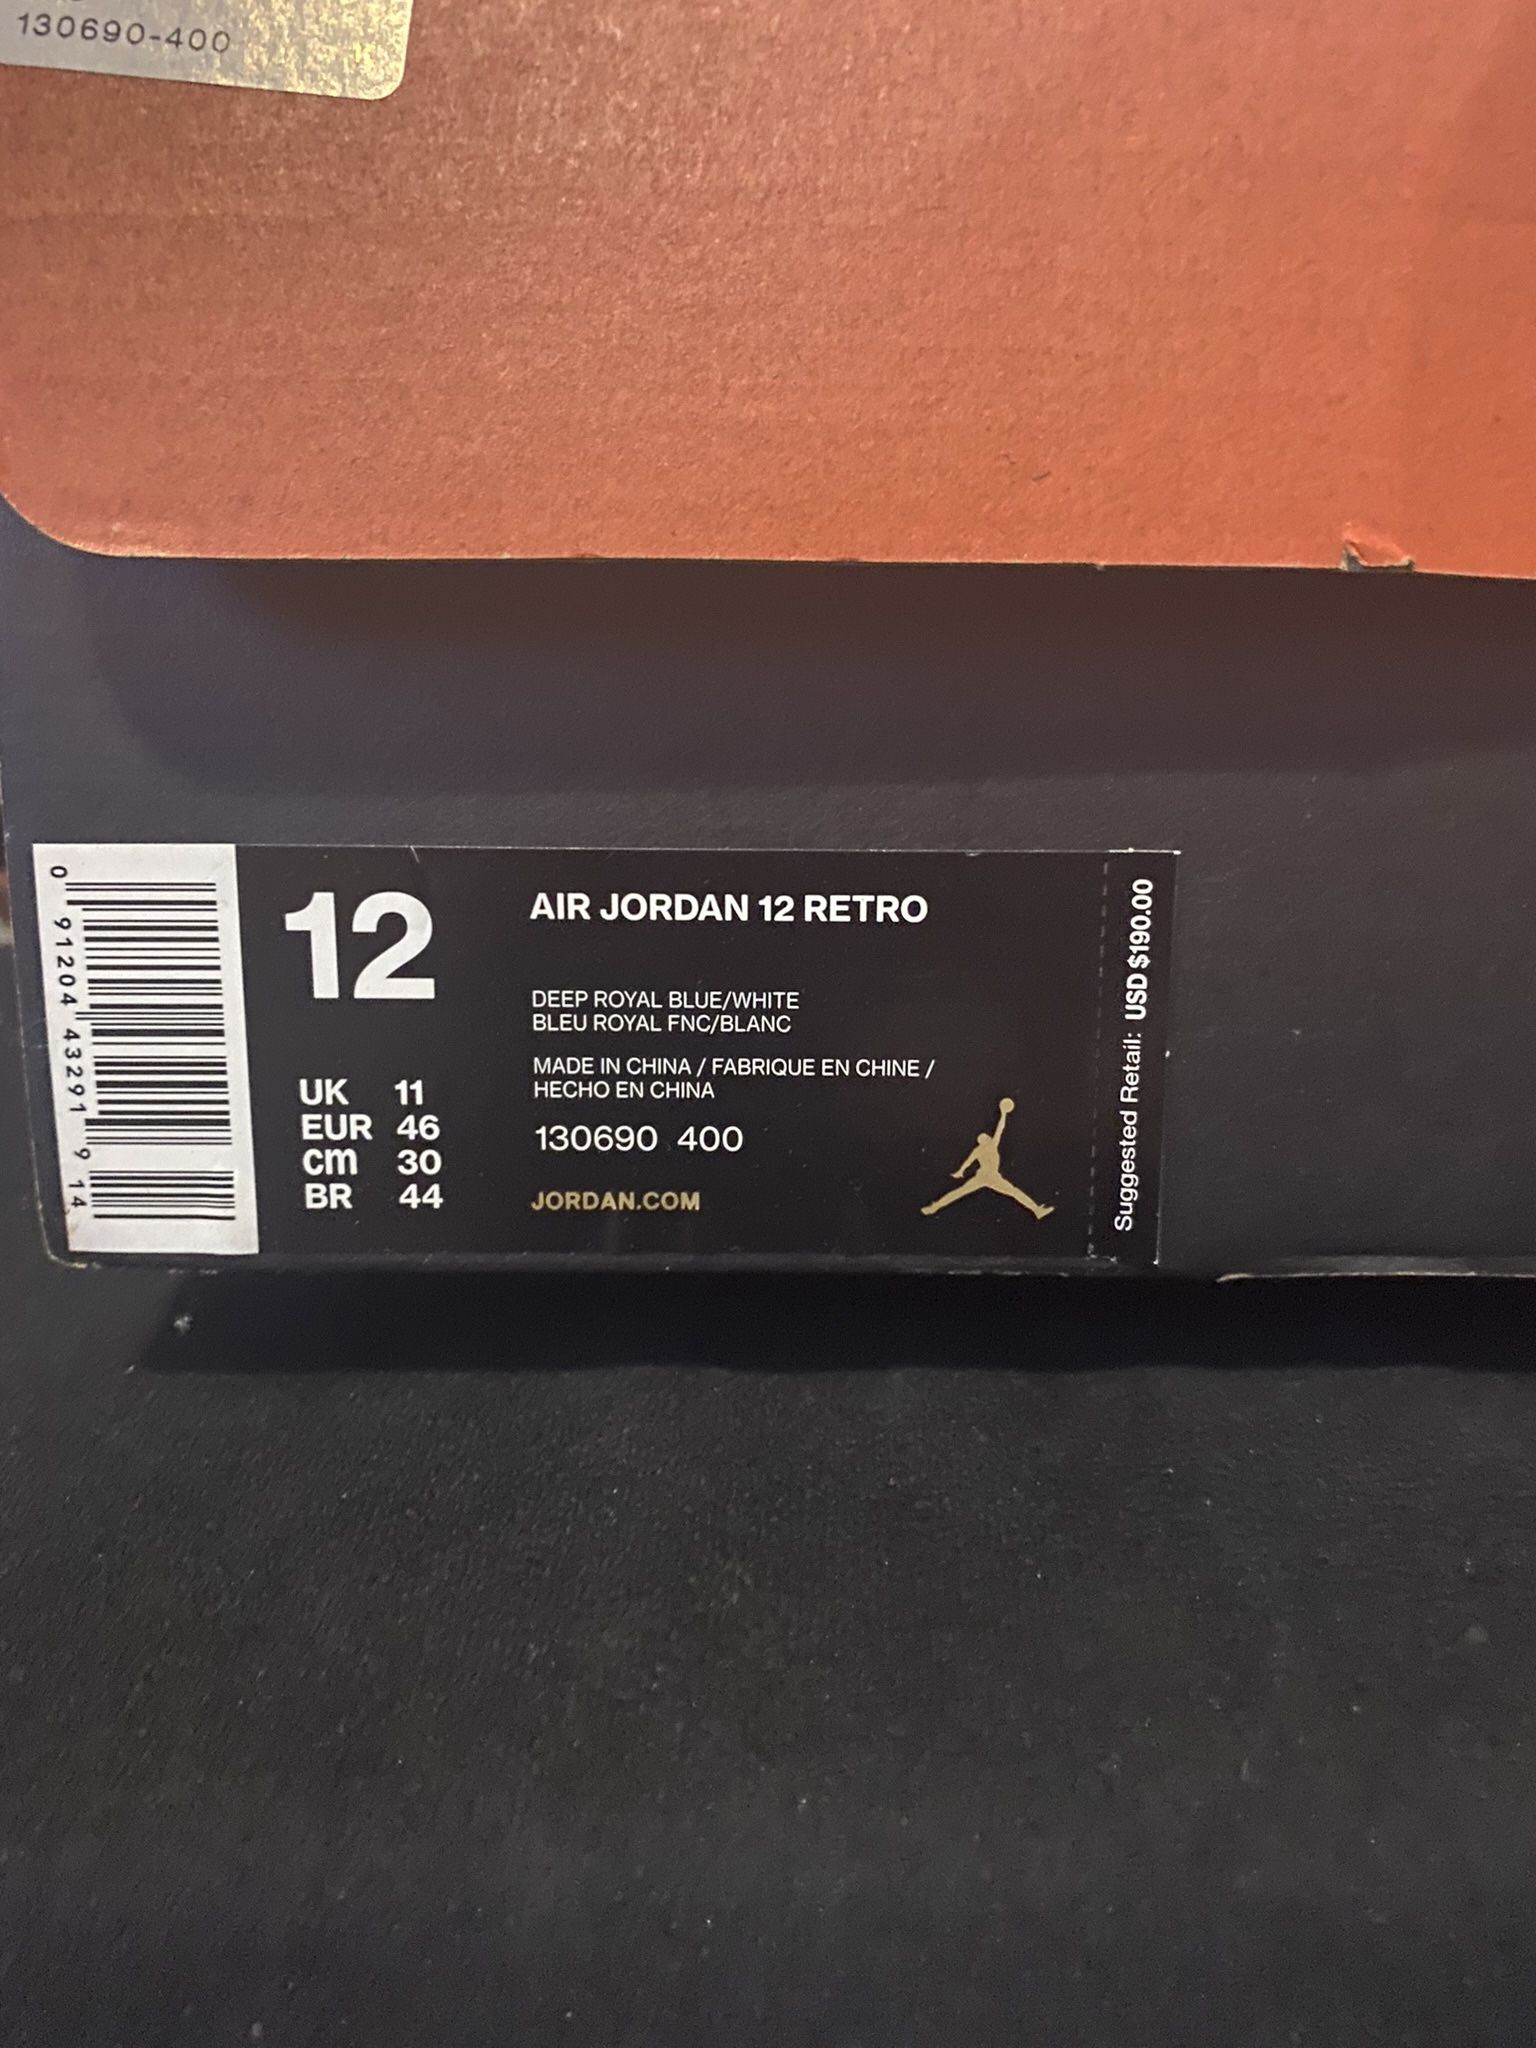 130690-400
0 91204 43291 9 14
12
UK 11
EUR 46
cm 30
BR 44
AIR JORDAN 12 RETRO
DEEP ROYAL BLUE/WHITE
BLEU ROYAL FNC/BLANC
MADE IN CHINA / FABRIQUE EN CHINE /
HECHO EN CHINA
130690 400
JORDAN.COM
Suggested Retail: USD $190.00